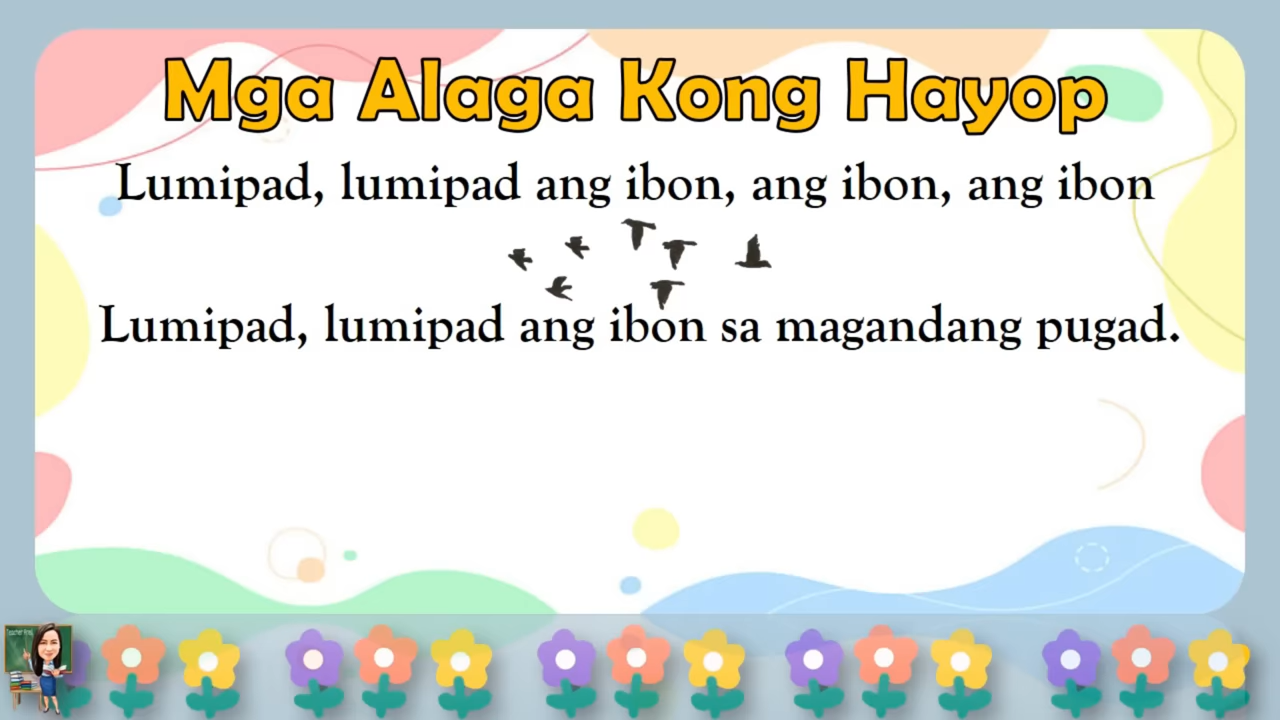 Mga Alaga Kong Hayop
Lumipad, lumipad ang ibon, ang ibon, ang ibon
Lumipad, lumipad ang ibon sa magandang pugad.